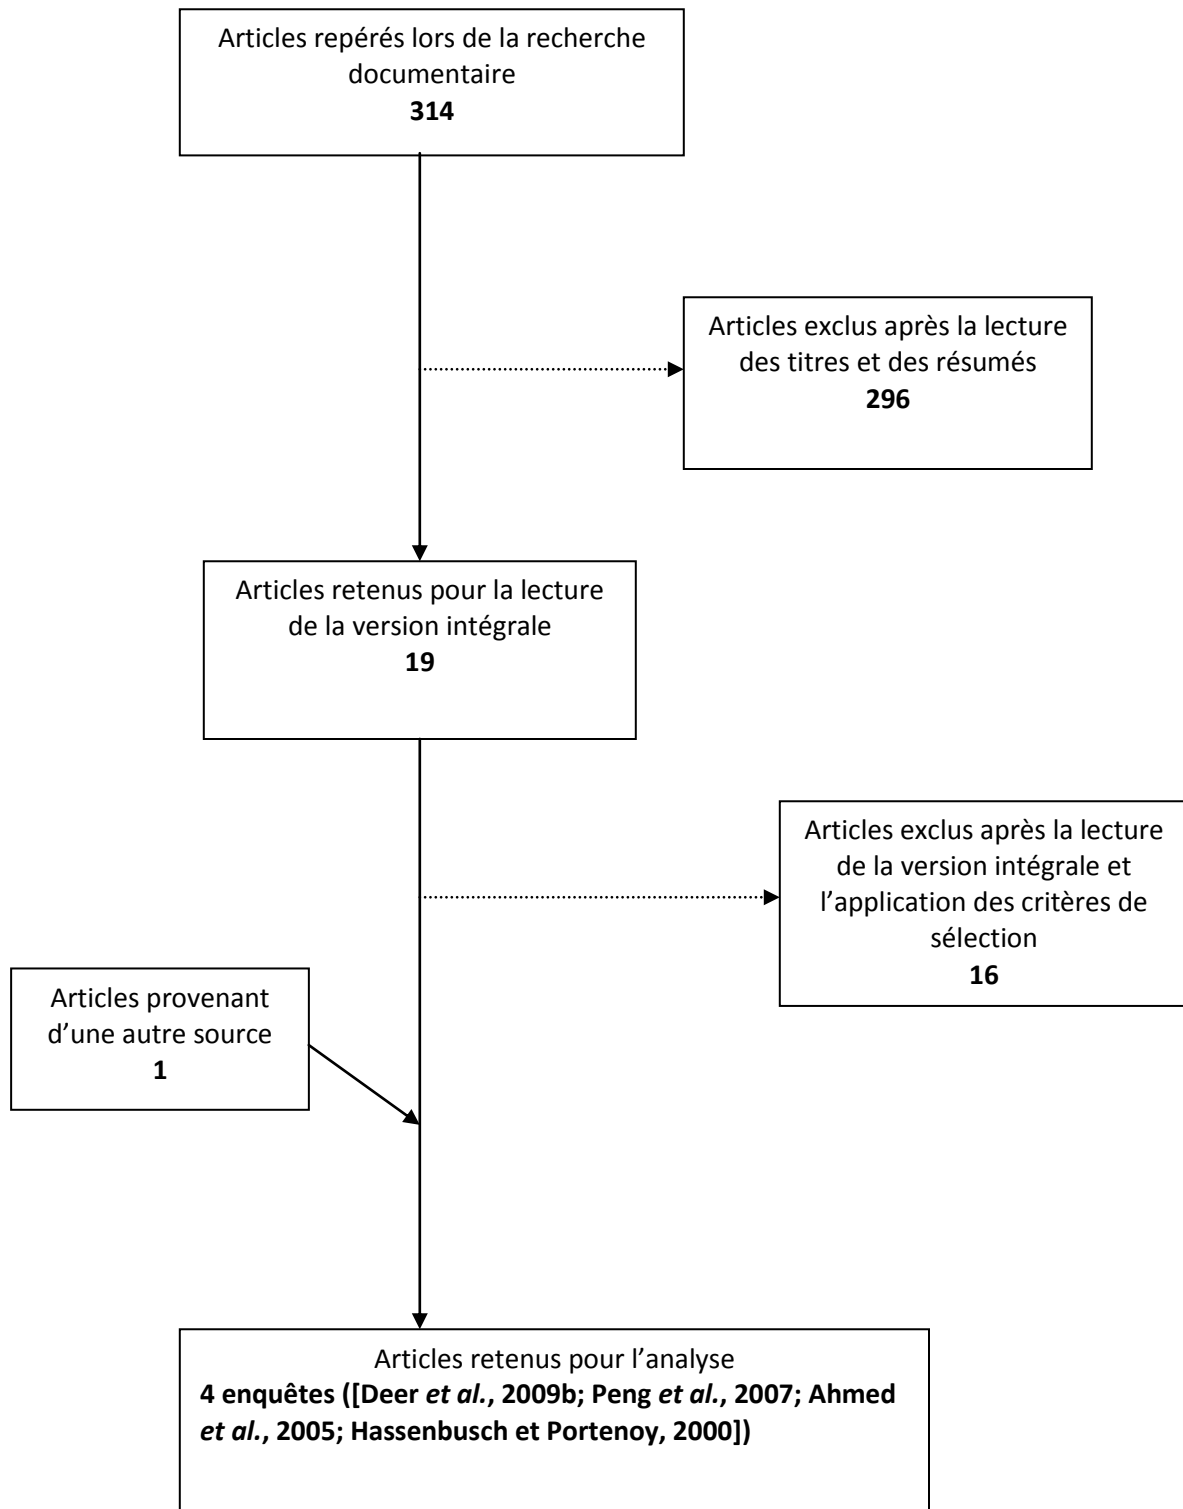 Articles repérés lors de la recherche
documentaire
314
Articles exclus après la lecture
des titres et des résumés
296
Articles retenus pour la lecture
de la version intégrale
19
Articles exclus après la lecture
de la version intégrale et
l’application des critères de
sélection
16
Articles provenant
d’une autre source
1
Articles retenus pour l’analyse
4 enquêtes ([Deer et al., 2009b; Peng et al., 2007; Ahmed
et al., 2005; Hassenbusch et Portenoy, 2000])